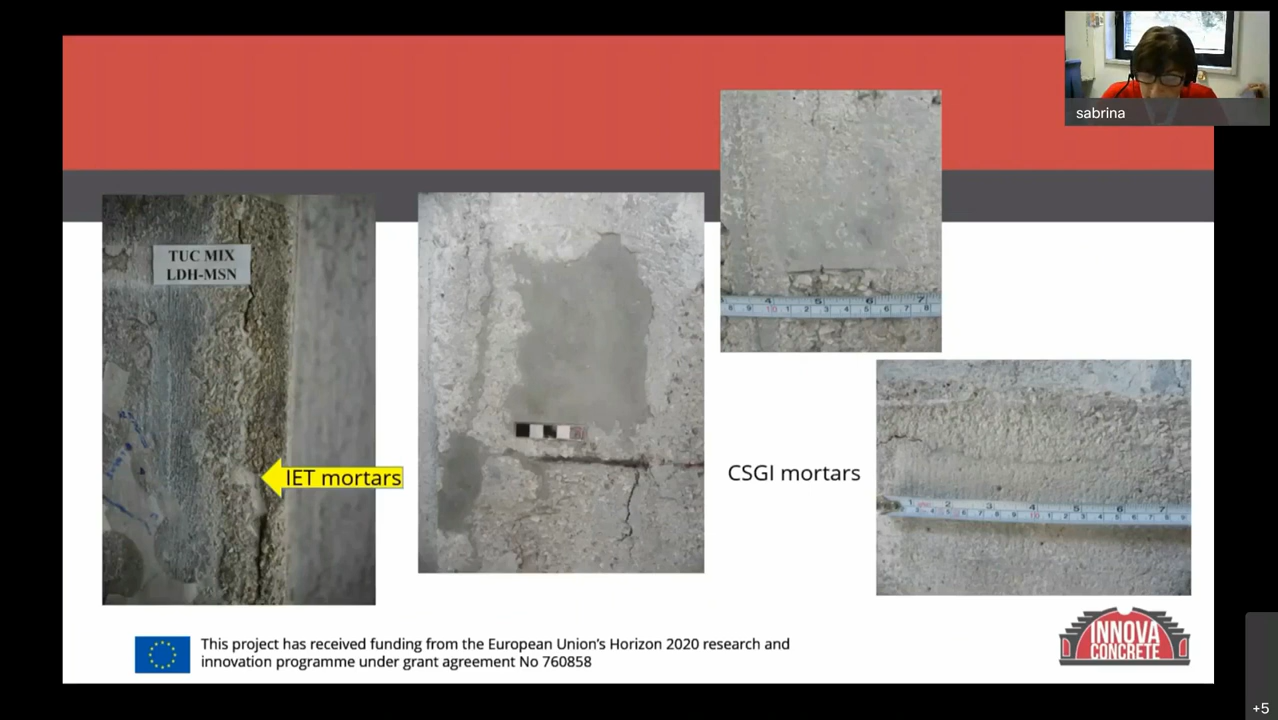 sabrina
TUC MIX
LDH-MSN
IET mortars
CSGI mortars
This project has received funding from the European Union's Horizon 2020 research and
innovation programme under grant agreement No 760858
INNOVA
CONCRETE
+5